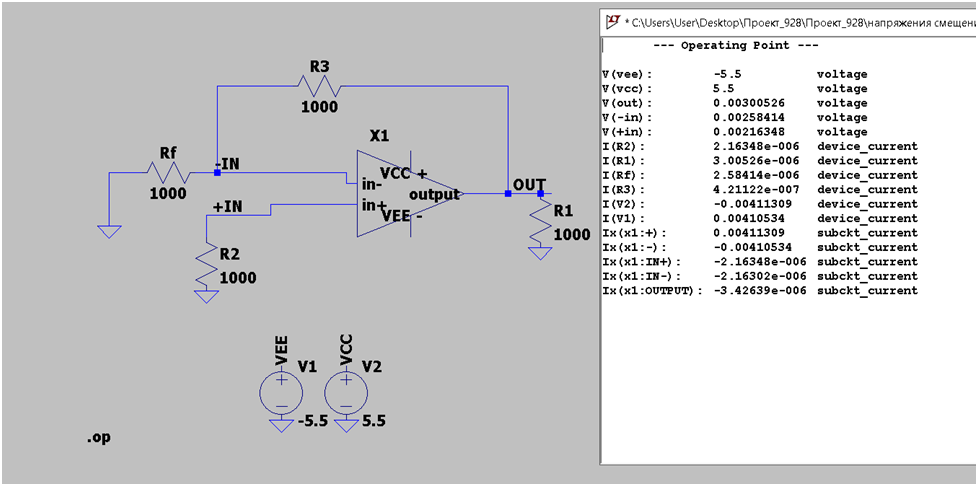 R3
1000
X1
Rf
1000
-IN
VCC +
in-
output
in+
VEE -
OUT
+IN
R1
1000
R2
1000
VEE
V1
+
-5.5
VCC
V2
+
5.5
.op
* C:\Users\User\Desktop\Проект_928\Проект_928\напряжения смещени
--- Operating Point ---
V(vee): -5.5 voltage
V(vcc): 5.5 voltage
V(out): 0.00300526 voltage
V(-in): 0.00258414 voltage
V(+in): 0.00216348 voltage
I(R2): 2.16348e-006 device_current
I(R1): 3.00526e-006 device_current
I(Rf): 2.58414e-006 device_current
I(R3): 4.21122e-007 device_current
I(V2): -0.00411309 device_current
I(V1): 0.00410534 device_current
Ix(x1:+): 0.00411309 subckt_current
Ix(x1:-): -0.00410534 subckt_current
Ix(x1:IN+): -2.16348e-006 subckt_current
Ix(x1:IN-): -2.16302e-006 subckt_current
Ix(x1:OUTPUT): -3.42639e-006 subckt_current